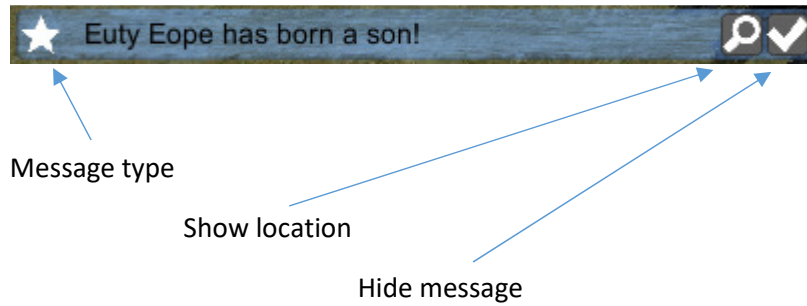 Euty Eope has born a son!
Message type
Show location
Hide message